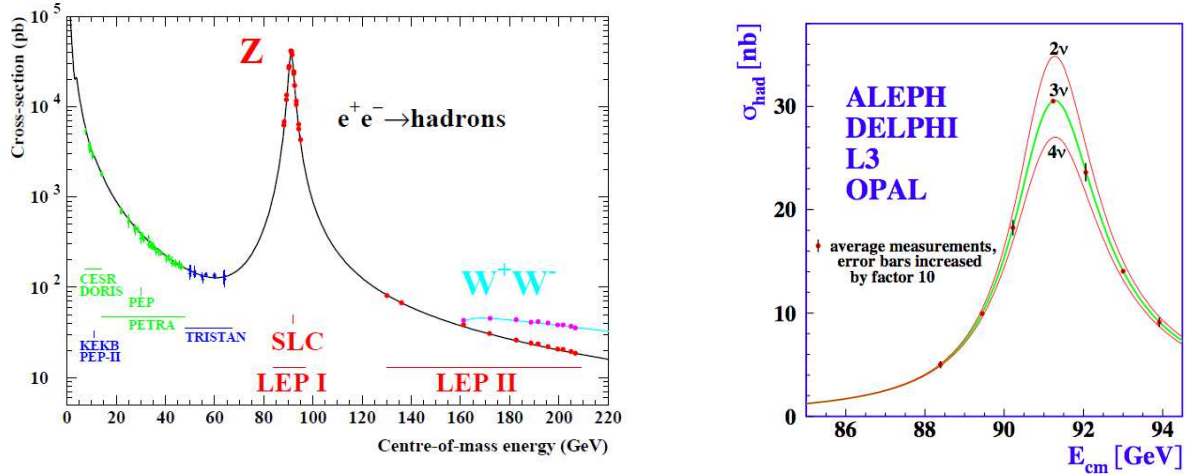 Cross-section (pb)
10^5
10^4
10^3
10^2
10
Z
e^+e^-→hadrons
CESR
DORIS
PEP
PETRA
KEKB
PEP-II
TRISTAN
SLC
LEP I
W^+W^-
LEP II
0 20 40 60 80 100 120 140 160 180 200 220
Centre-of-mass energy (GeV)
σ_had [nb]
30
20
10
0
2ν
3ν
4ν
ALEPH
DELPHI
L3
OPAL
average measurements,
error bars increased
by factor 10
86 88 90 92 94
E_cm [GeV]